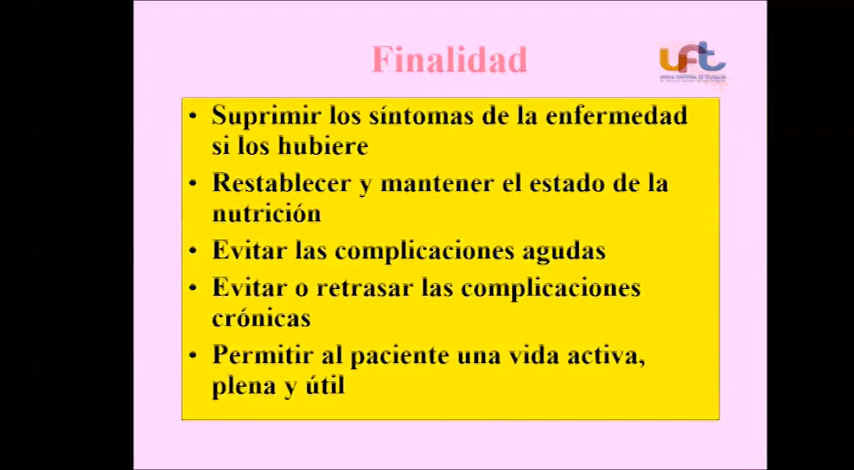 Finalidad
uft
• Suprimir los síntomas de la enfermedad
si los hubiere
• Restablecer y mantener el estado de la
nutrición
• Evitar las complicaciones agudas
• Evitar o retrasar las complicaciones
crónicas
• Permitir al paciente una vida activa,
plena y útil